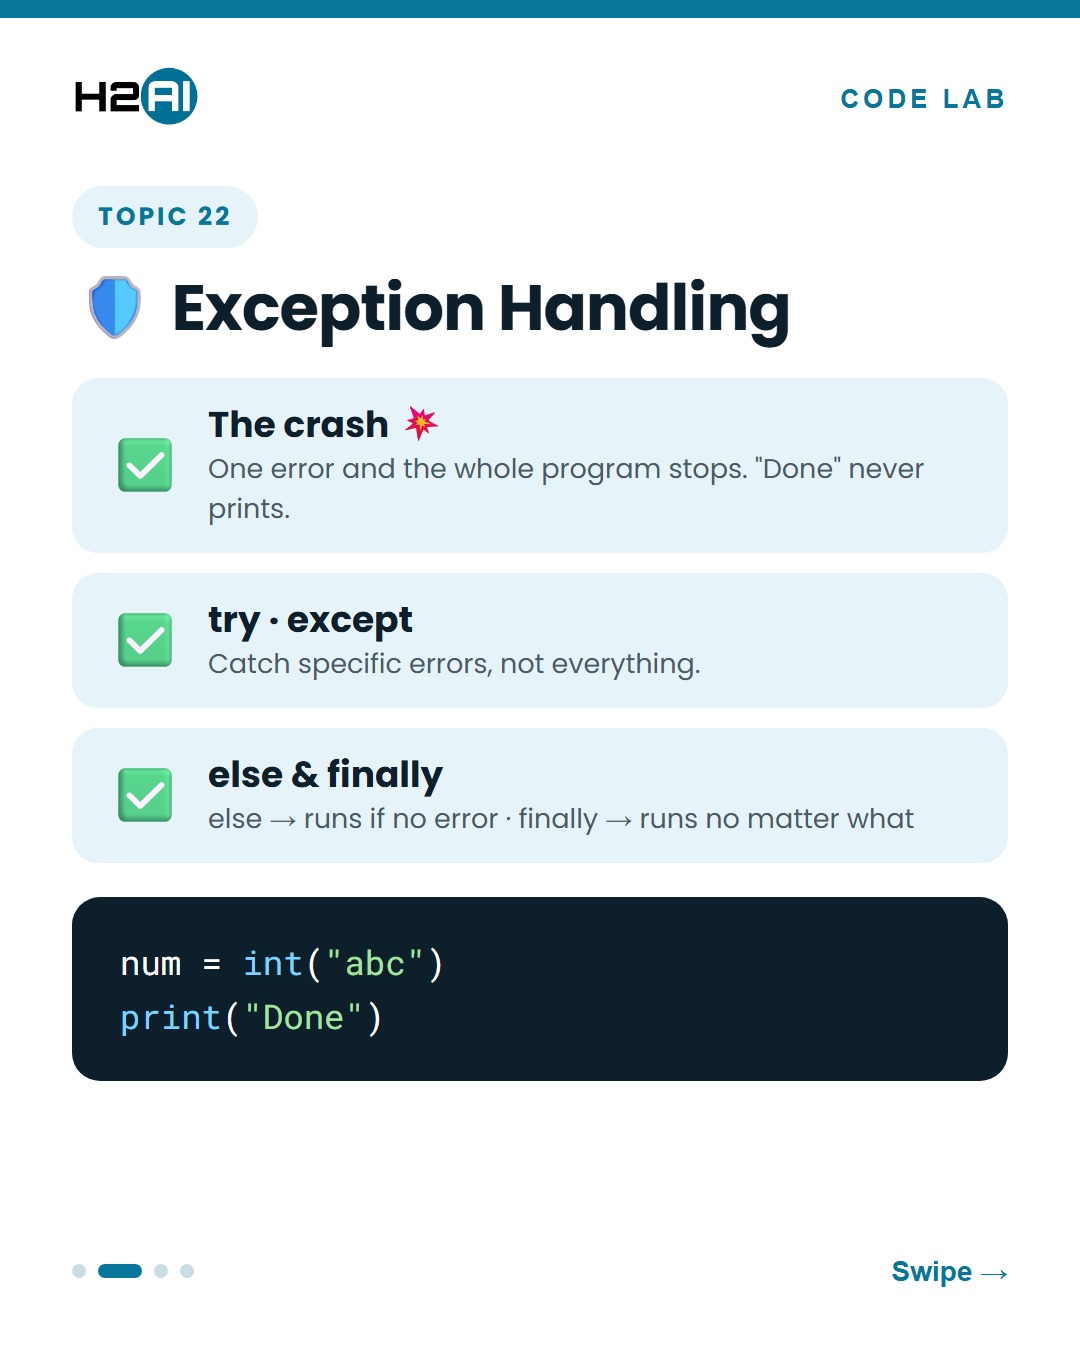 H2AI
CODE LAB
TOPIC 22
Exception Handling
The crash
One error and the whole program stops. "Done" never
prints.
try · except
Catch specific errors, not everything.
else & finally
else → runs if no error · finally → runs no matter what
num = int("abc")
print("Done")
Swipe →